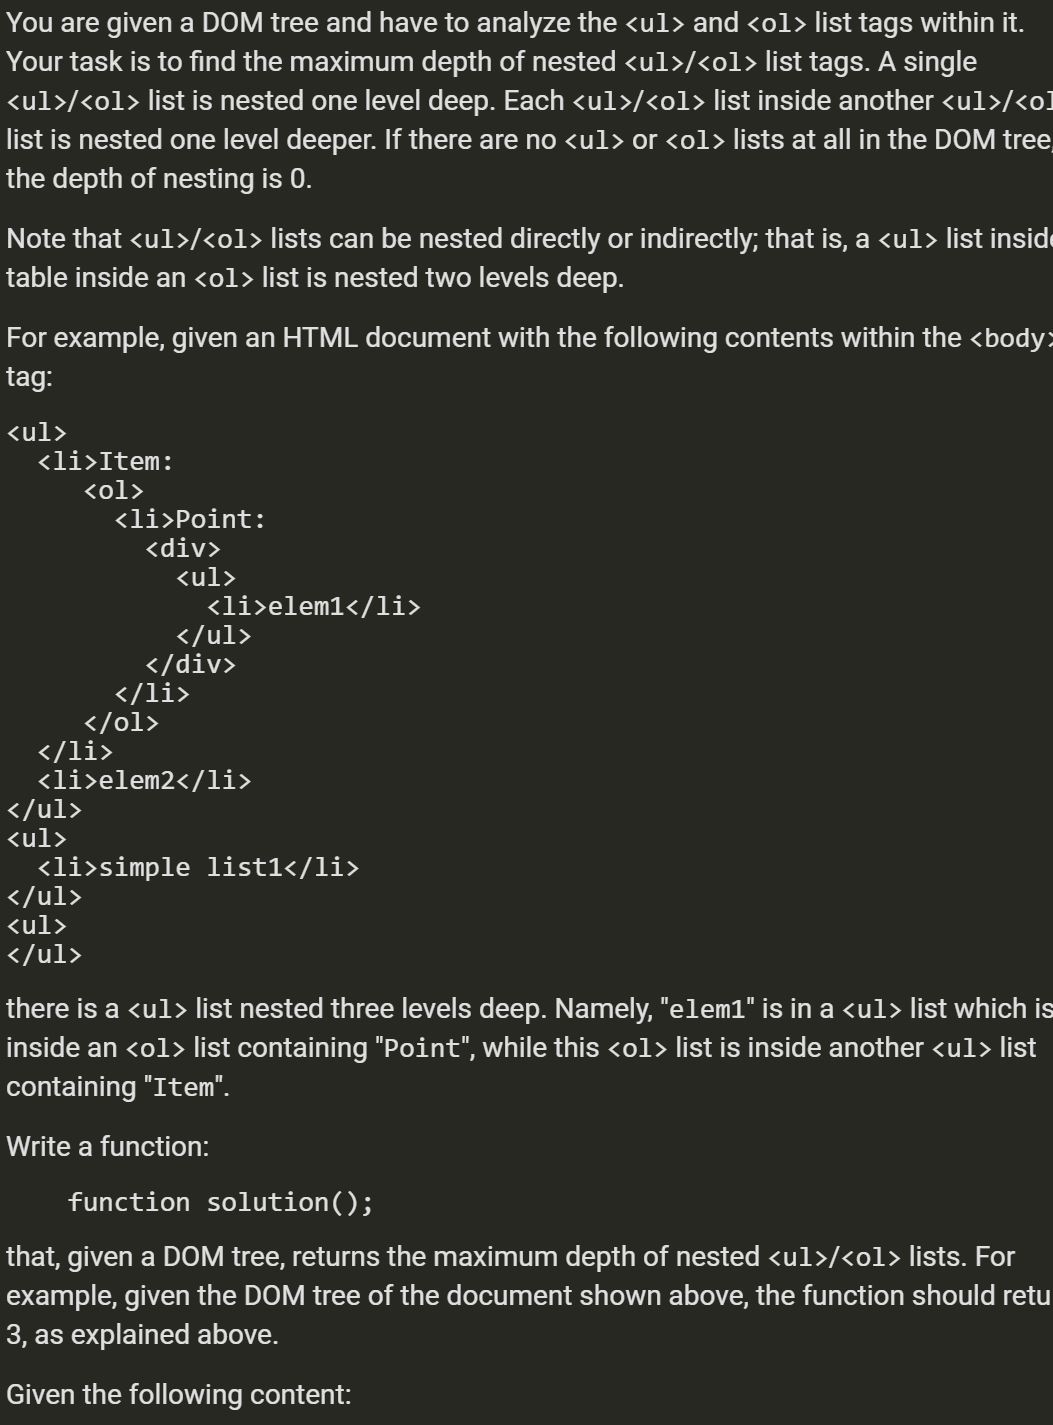 You are given a DOM tree and have to analyze the <ul> and <ol> list tags within it.
Your task is to find the maximum depth of nested <ul>/<ol> list tags. A single
<ul>/<ol> list is nested one level deep. Each <ul>/<ol> list inside another <ul>/<ol
list is nested one level deeper. If there are no <ul> or <ol> lists at all in the DOM tree,
the depth of nesting is 0.
Note that <ul>/<ol> lists can be nested directly or indirectly; that is, a <ul> list inside
table inside an <ol> list is nested two levels deep.
For example, given an HTML document with the following contents within the <body>
tag:
<ul>
  <li>Item:
     <ol>
       <li>Point:
         <div>
           <ul>
             <li>elem1</li>
           </ul>
         </div>
       </li>
     </ol>
  </li>
  <li>elem2</li>
</ul>
<ul>
  <li>simple list1</li>
</ul>
<ul>
</ul>
there is a <ul> list nested three levels deep. Namely, "elem1" is in a <ul> list which is
inside an <ol> list containing "Point", while this <ol> list is inside another <ul> list
containing "Item".
Write a function:
    function solution();
that, given a DOM tree, returns the maximum depth of nested <ul>/<ol> lists. For
example, given the DOM tree of the document shown above, the function should retu
3, as explained above.
Given the following content: